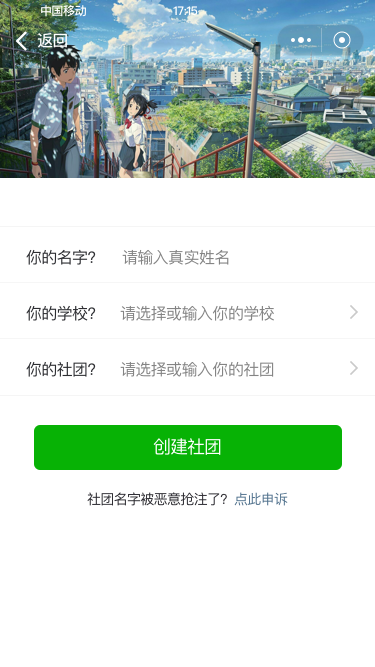 中国移动 17:15
返回
你的名字? 请输入真实姓名
你的学校? 请选择或输入你的学校
你的社团? 请选择或输入你的社团
创建社团
社团名字被恶意抢注了? 点此申诉